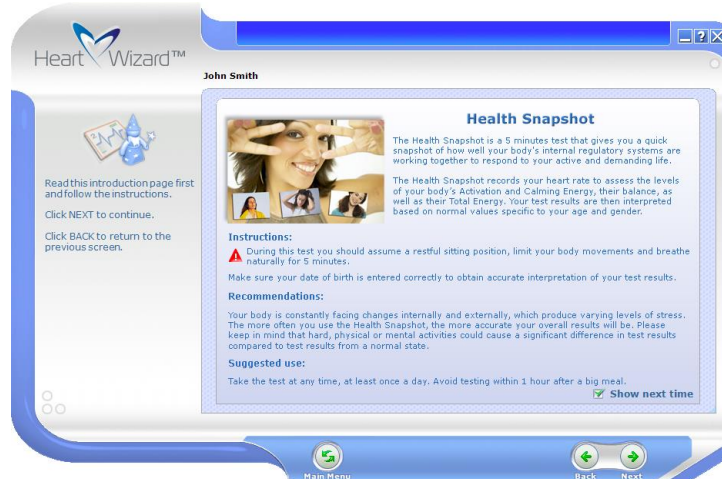 Heart Wizard™
John Smith
Read this introduction page first
and follow the instructions.
Click NEXT to continue.
Click BACK to return to the
previous screen.
Health Snapshot
The Health Snapshot is a 5 minutes test that gives you a quick
snapshot of how well your body's internal regulatory systems are
working together to respond to your active and demanding life.
The Health Snapshot records your heart rate to assess the levels
of your body's Activation and Calming Energy, their balance, as
well as their Total Energy. Your test results are then interpreted
based on normal values specific to your age and gender.
Instructions:
During this test you should assume a restful sitting position, limit your body movements and breathe
naturally for 5 minutes.
Make sure your date of birth is entered correctly to obtain accurate interpretation of your test results.
Recommendations:
Your body is constantly facing changes internally and externally, which produce varying levels of stress.
The more often you use the Health Snapshot, the more accurate your overall results will be. Please
keep in mind that hard, physical or mental activities could cause a significant difference in test results
compared to test results from a normal state.
Suggested use:
Take the test at any time, at least once a day. Avoid testing within 1 hour after a big meal.
Show next time
Main Menu
Back
Next